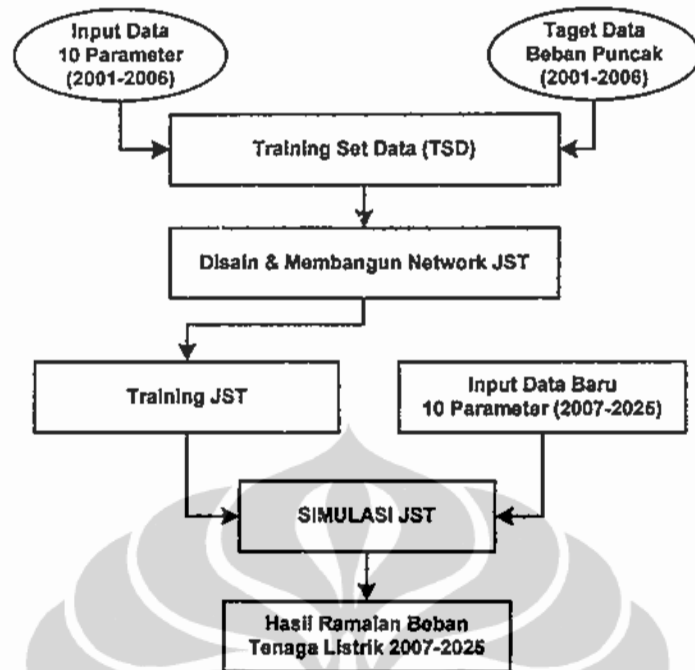 Input Data
10 Parameter
(2001-2006)
Taget Data
Beban Puncak
(2001-2006)
Training Set Data (TSD)
Disain & Membangun Network JST
Training JST
Input Data Baru
10 Parameter (2007-2025)
SIMULASI JST
Hasil Ramalan Beban
Tenaga Listrik 2007-2025